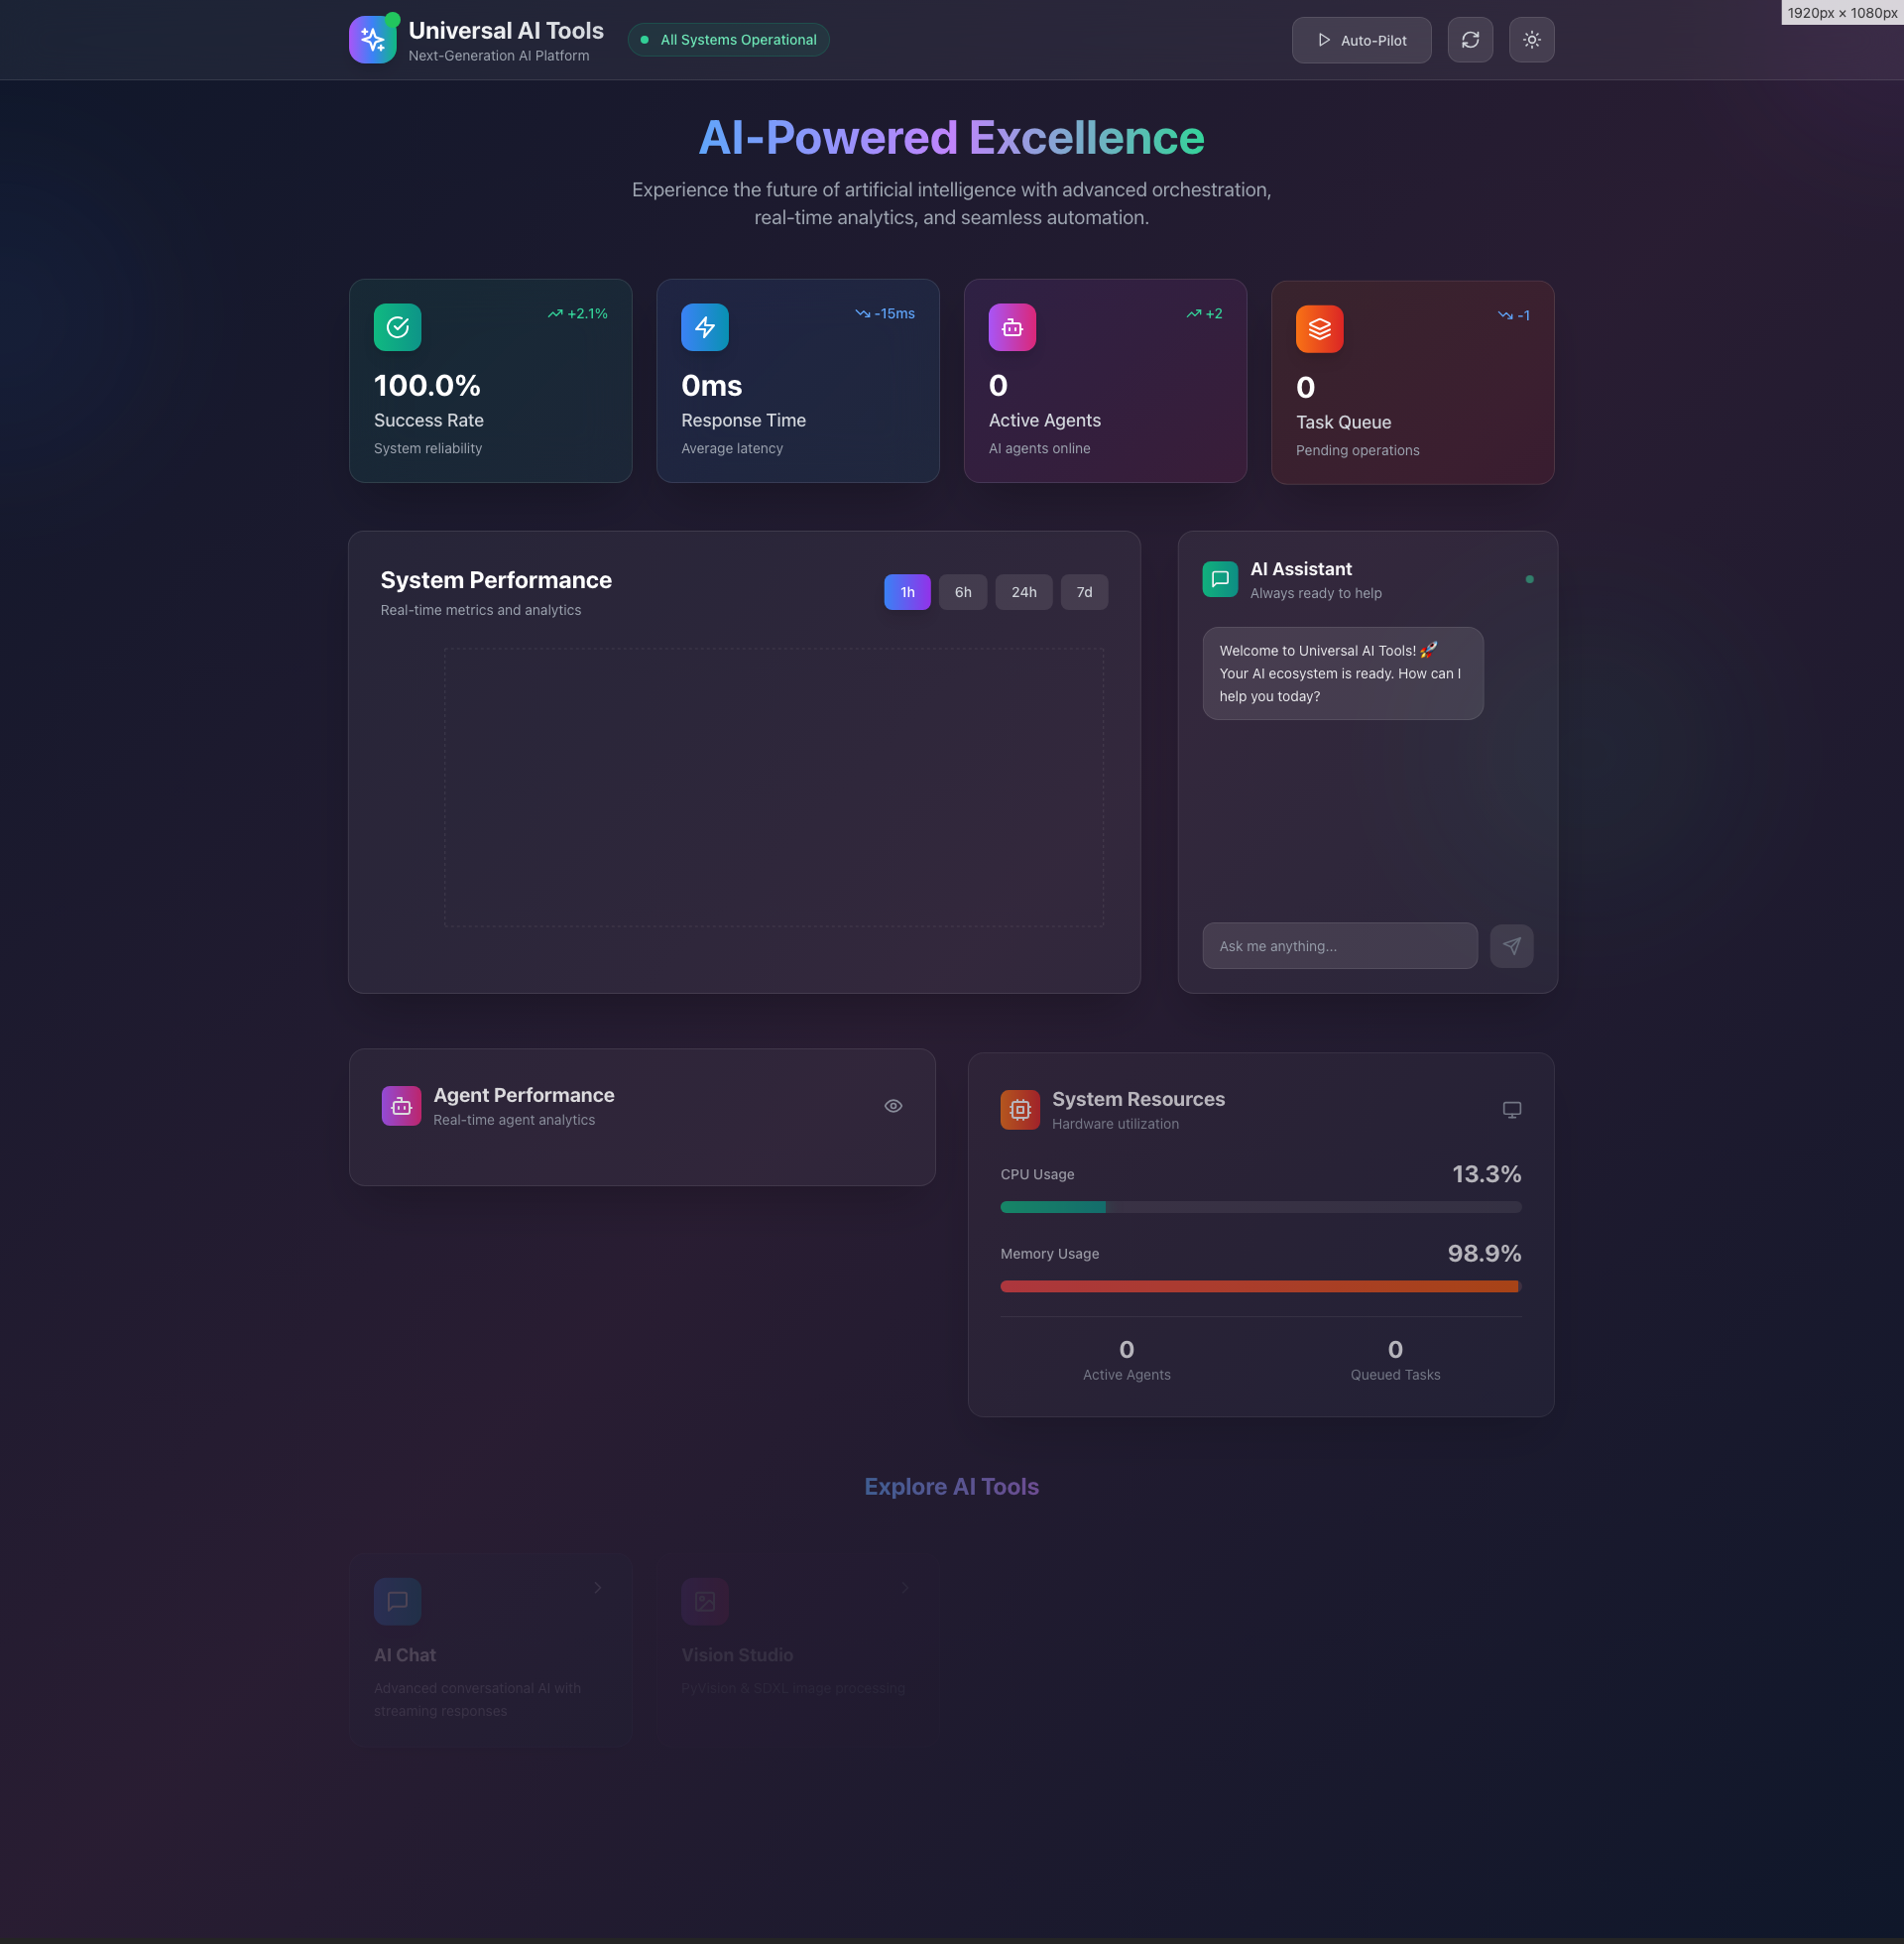 1920px × 1080px
Universal AI Tools
Next-Generation AI Platform
All Systems Operational
Auto-Pilot
AI-Powered Excellence
Experience the future of artificial intelligence with advanced orchestration,
real-time analytics, and seamless automation.
+2.1%
100.0%
Success Rate
System reliability
-15ms
0ms
Response Time
Average latency
+2
0
Active Agents
AI agents online
-1
0
Task Queue
Pending operations
System Performance
Real-time metrics and analytics
1h
6h
24h
7d
AI Assistant
Always ready to help
Welcome to Universal AI Tools! 🚀
Your AI ecosystem is ready. How can I
help you today?
Ask me anything...
Agent Performance
Real-time agent analytics
System Resources
Hardware utilization
CPU Usage
13.3%
Memory Usage
98.9%
0
Active Agents
0
Queued Tasks
Explore AI Tools
AI Chat
Advanced conversational AI with
streaming responses
Vision Studio
PyVision & SDXL image processing